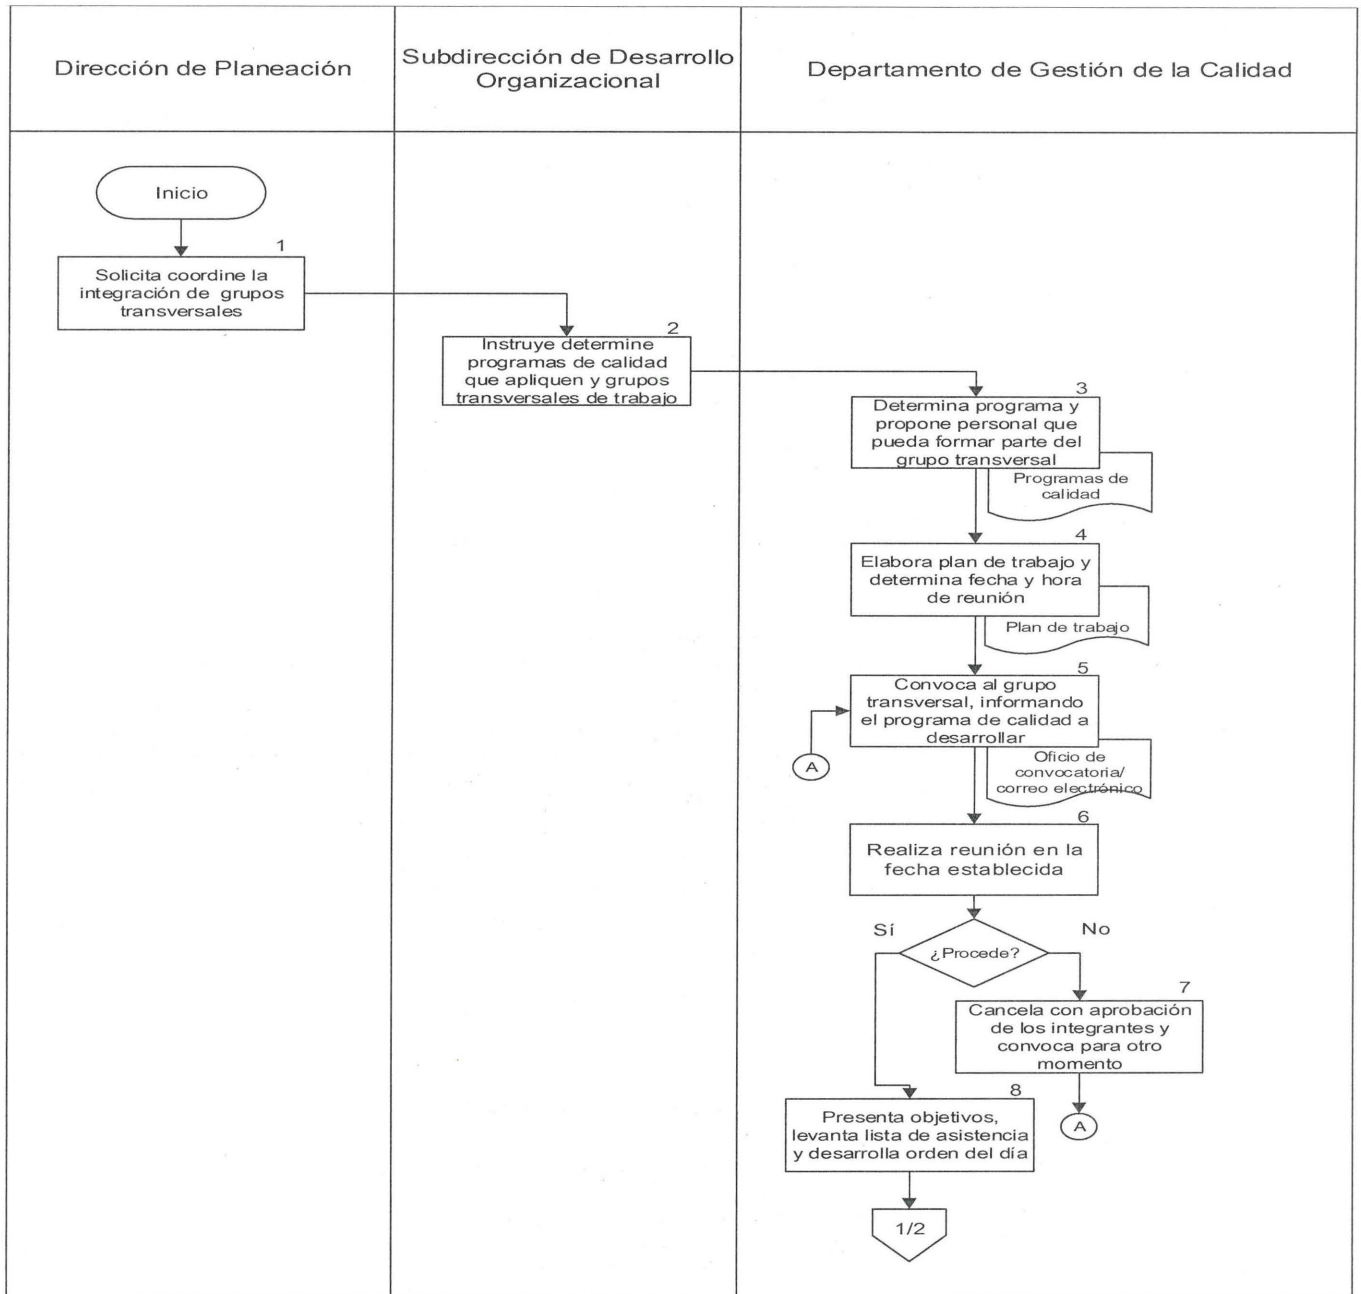 Dirección de Planeación
Subdirección de Desarrollo
Organizacional
Departamento de Gestión de la Calidad
Inicio
1
Solicita coordine la
integración de grupos
transversales
2
Instruye determine
programas de calidad
que apliquen y grupos
transversales de trabajo
3
Determina programa y
propone personal que
pueda formar parte del
grupo transversal
Programas de
calidad
4
Elabora plan de trabajo y
determina fecha y hora
de reunión
Plan de trabajo
5
Convoca al grupo
transversal, informando
el programa de calidad a
desarrollar
A
Oficio de
convocatoria/
correo electrónico
6
Realiza reunión en la
fecha establecida
Sí
No
¿Procede?
7
Cancela con aprobación
de los integrantes y
convoca para otro
momento
A
8
Presenta objetivos,
levanta lista de asistencia
y desarrolla orden del día
1/2